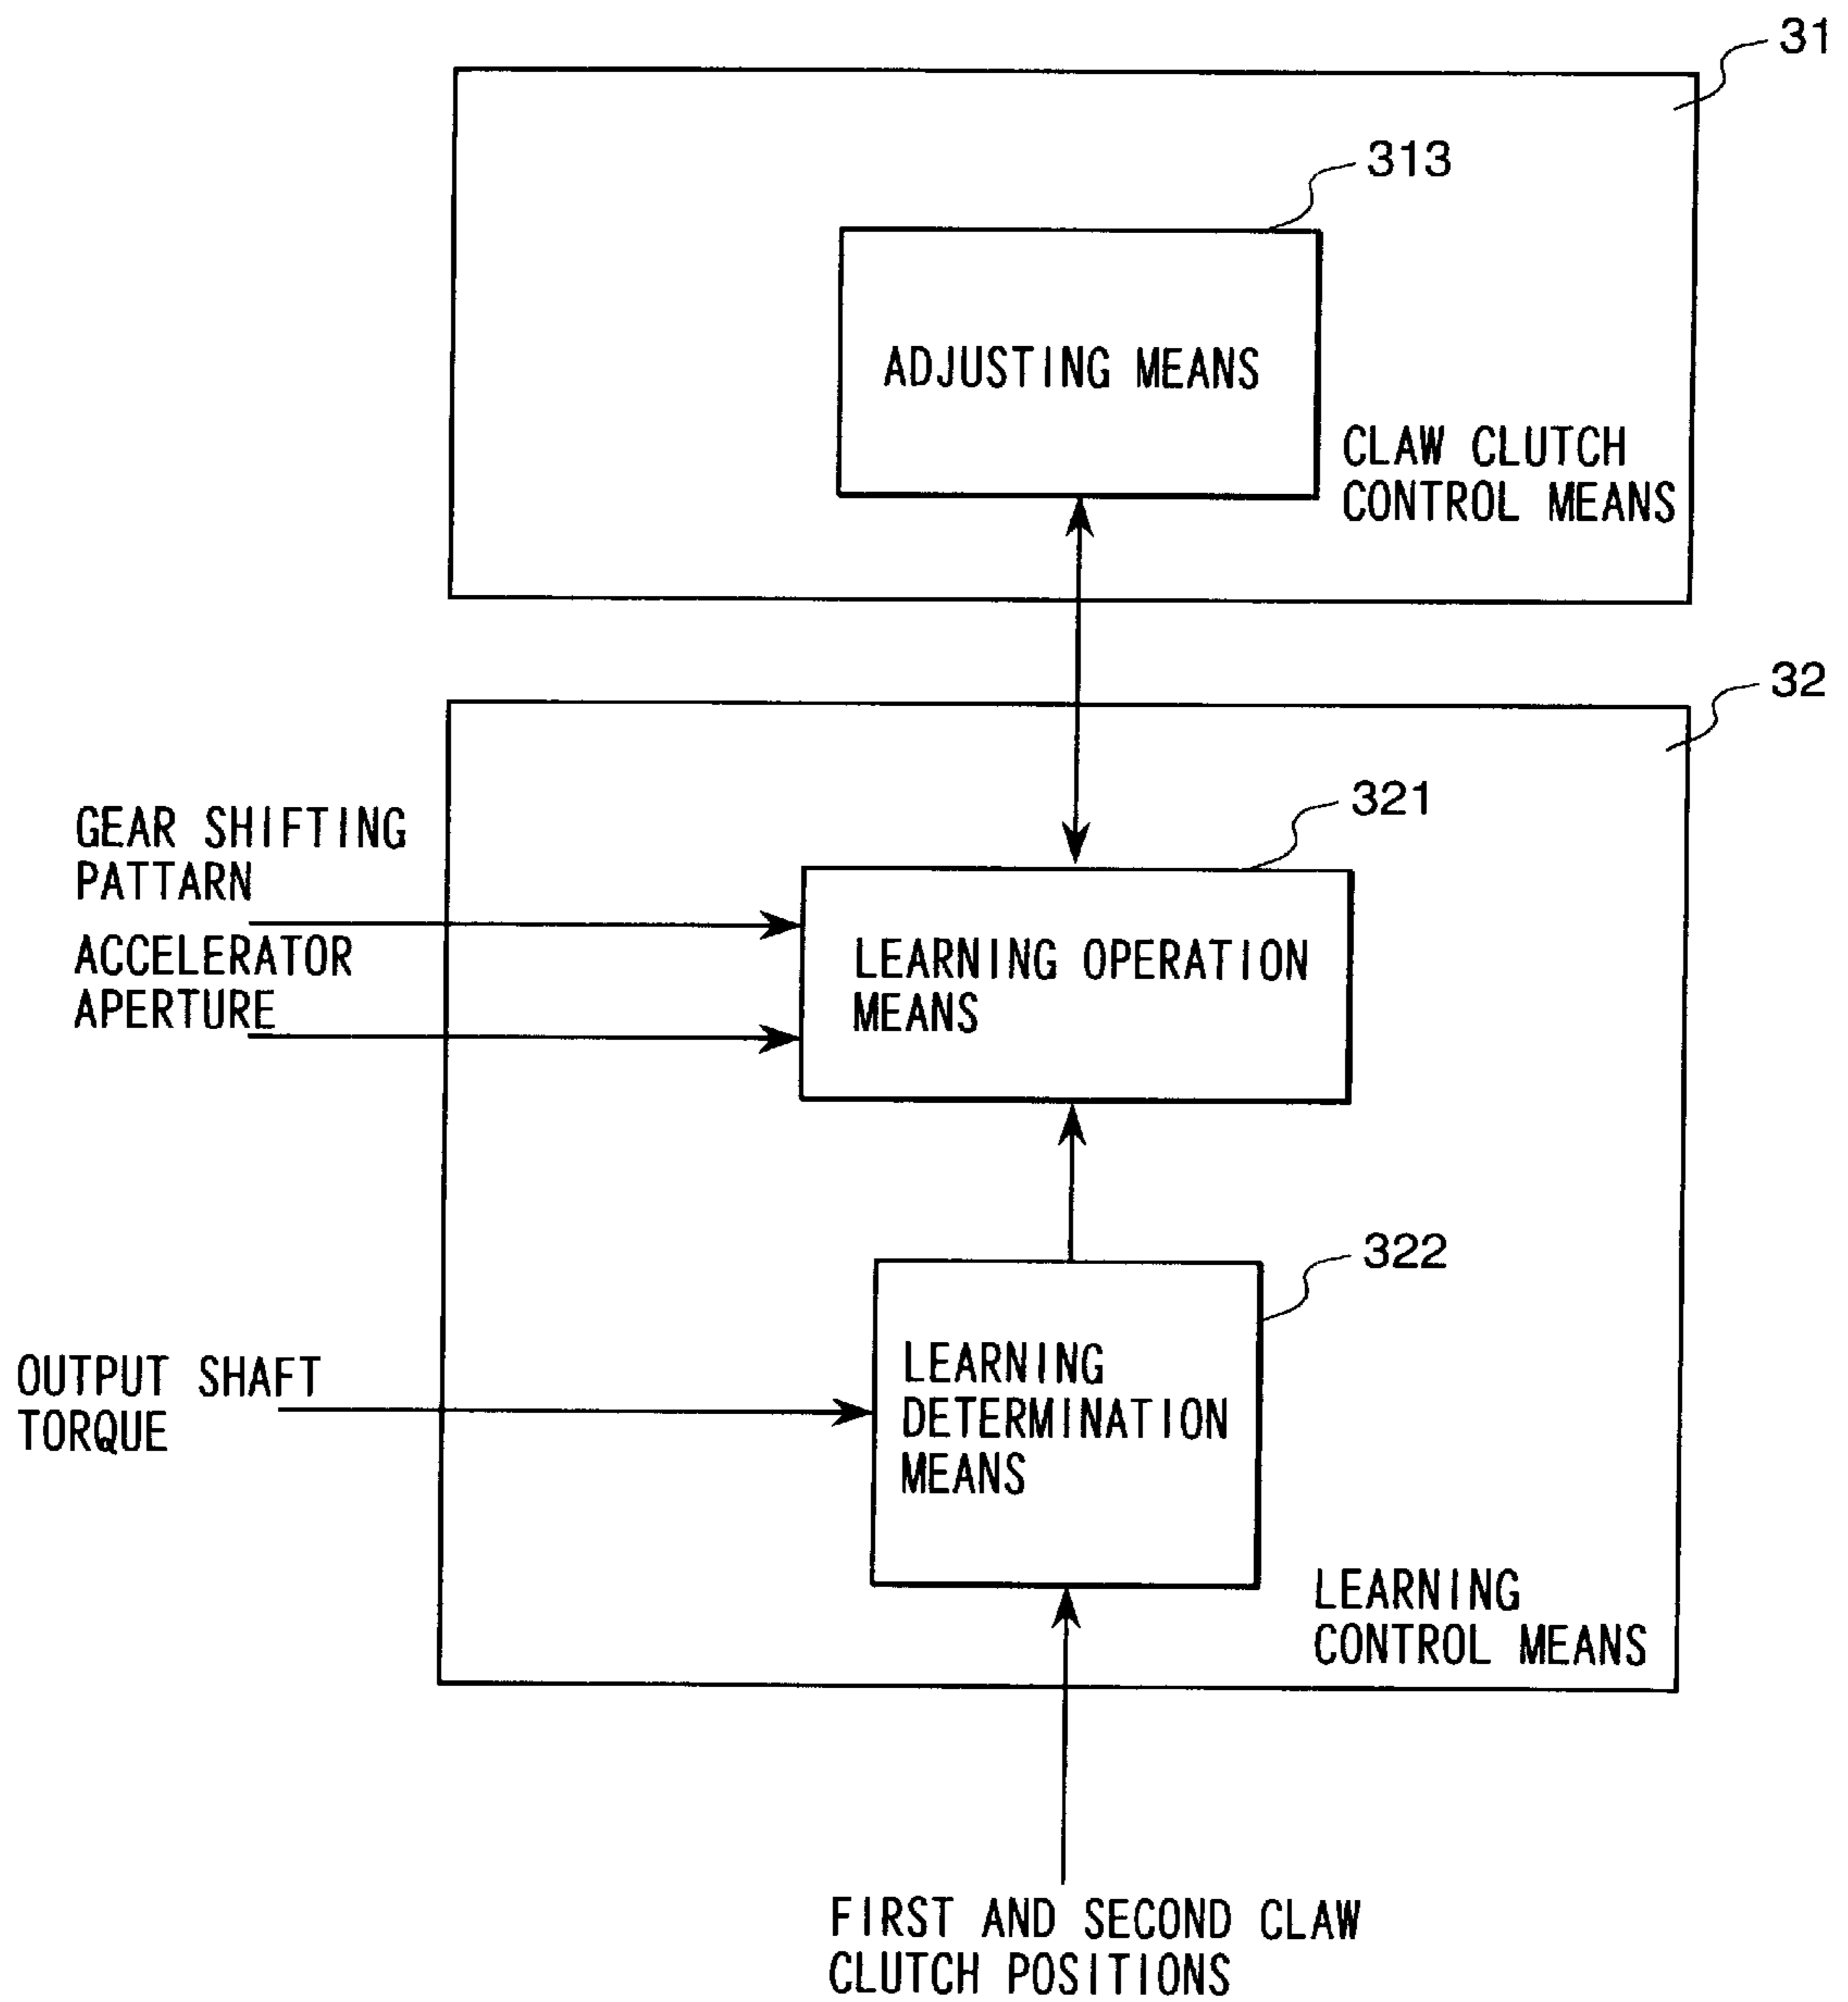 31
313
ADJUSTING MEANS
CLAW CLUTCH
CONTROL MEANS
32
321
GEAR SHIFTING
PATTARN
ACCELERATOR
APERTURE
LEARNING OPERATION
MEANS
322
OUTPUT SHAFT
TORQUE
LEARNING
DETERMINATION
MEANS
LEARNING
CONTROL MEANS
FIRST AND SECOND CLAW
CLUTCH POSITIONS